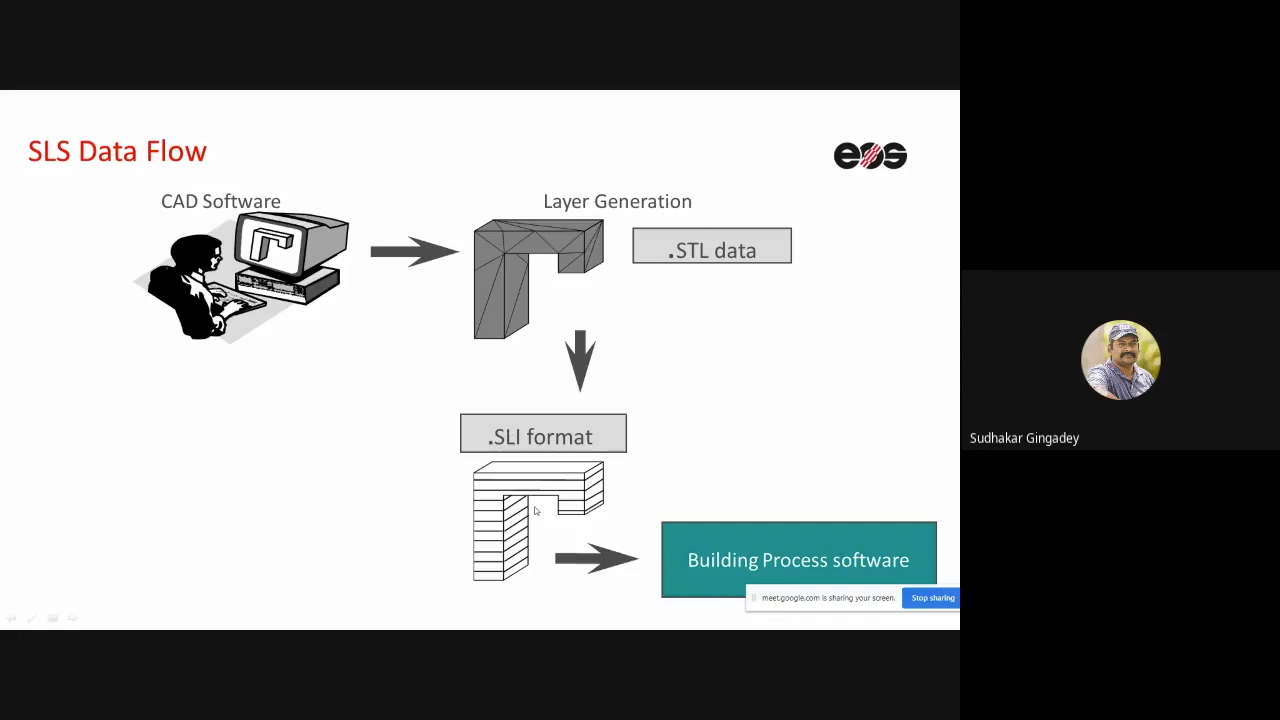 SLS Data Flow
eos
CAD Software
Layer Generation
.STL data
.SLI format
Building Process software
meet.google.com is sharing your screen.
Stop sharing
Sudhakar Gingadey